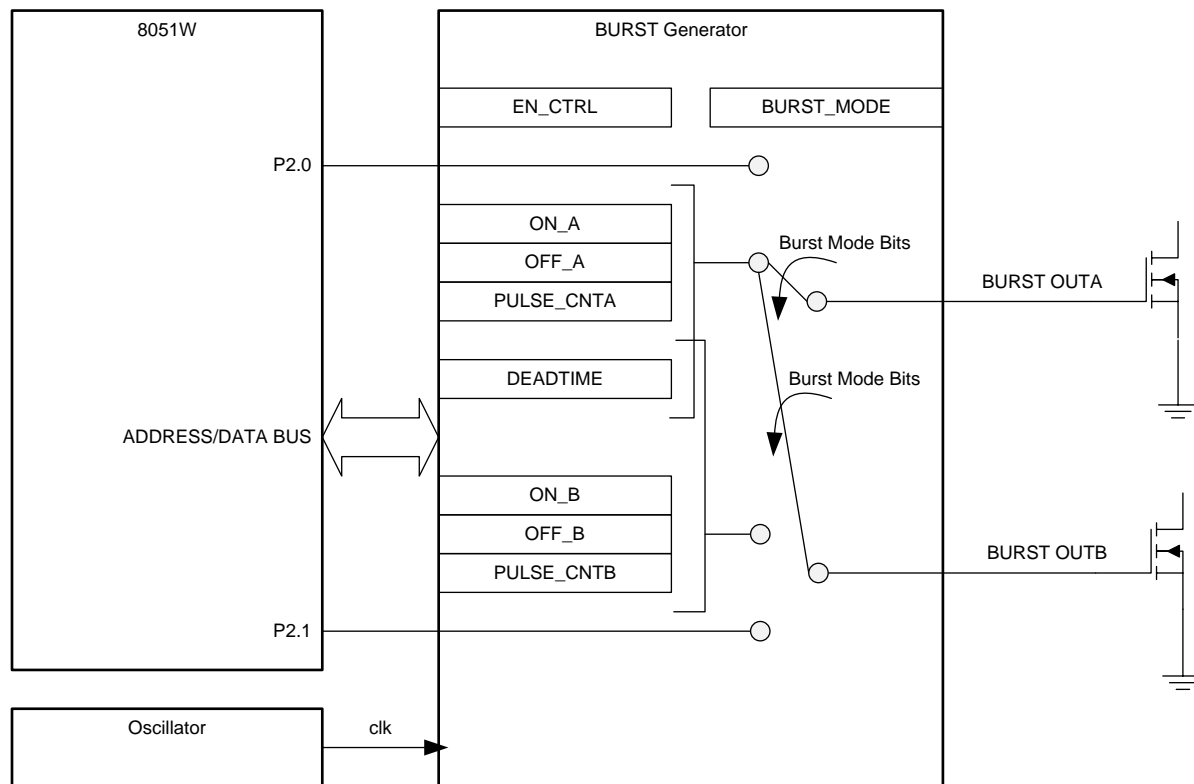 8051W
BURST Generator
EN_CTRL
BURST_MODE
P2.0
ON_A
OFF_A
PULSE_CNTA
Burst Mode Bits
BURST OUTA
DEADTIME
Burst Mode Bits
ADDRESS/DATA BUS
ON_B
OFF_B
PULSE_CNTB
BURST OUTB
P2.1
Oscillator
clk